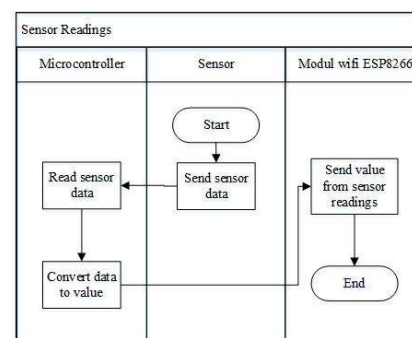 Sensor Readings
Microcontroller
Sensor
Modul wifi ESP8266
Start
Read sensor
data
Send sensor
data
Send value
from sensor
readings
Convert data
to value
End